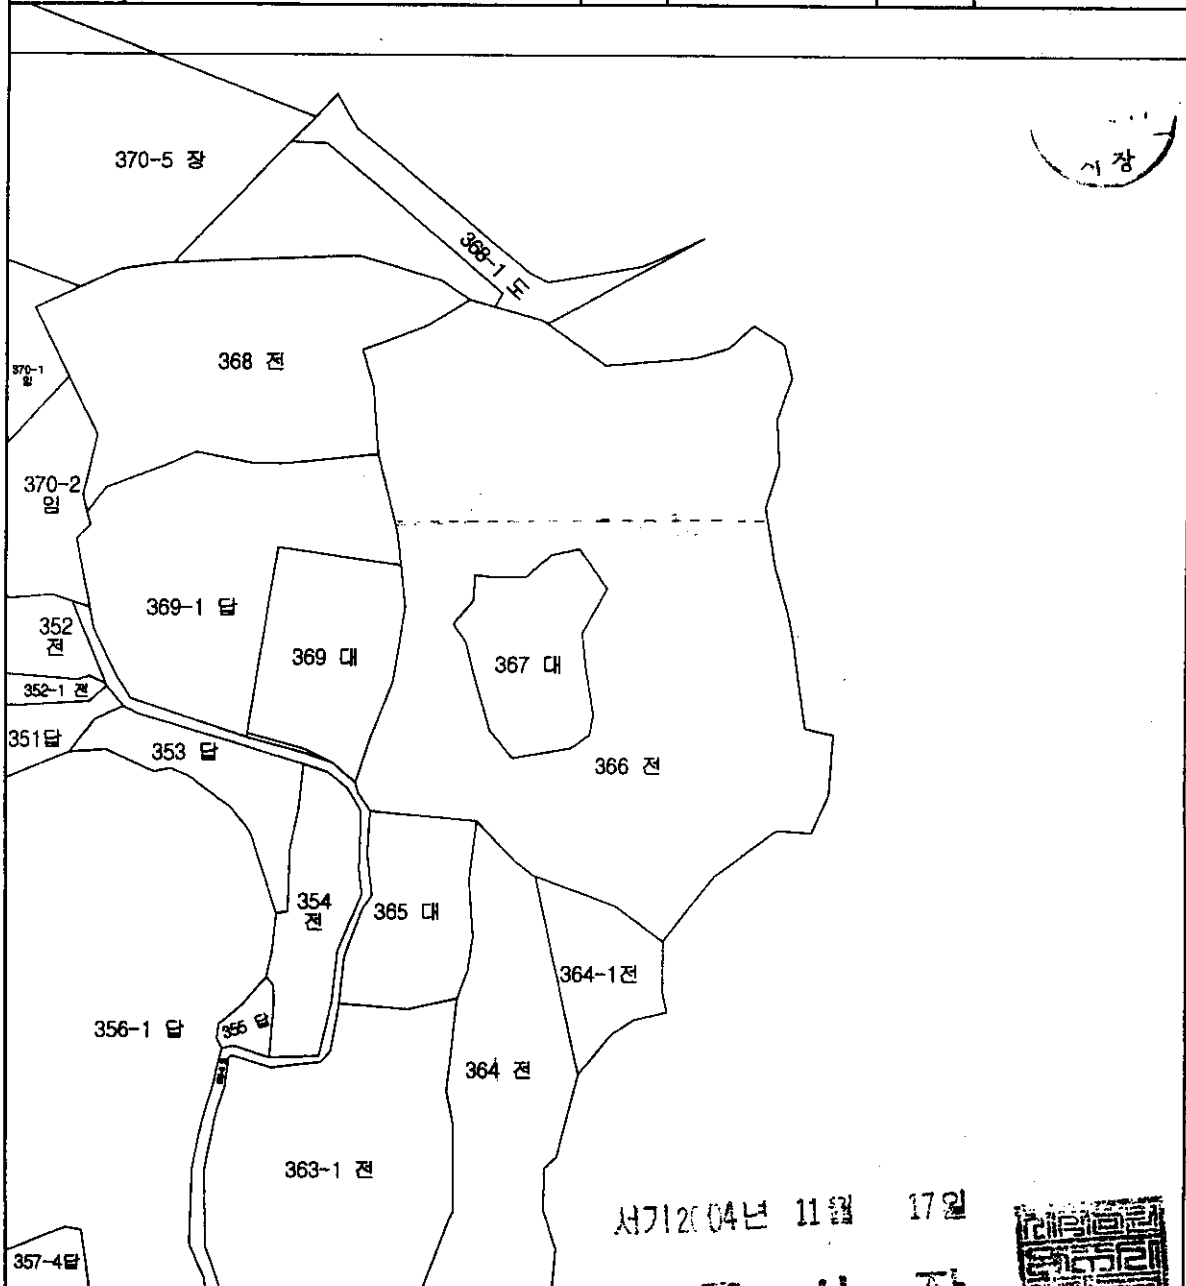 시장
370-5 장
368-1 도
368 전
370-1
임
370-2
임
369-1 답
352
전
369 대
367 대
352-1 전
351답
353 답
366 전
354
전
365 대
364-1전
356-1 답
355 답
364 전
363-1 전
서기2004년 11월 17일
357-4답